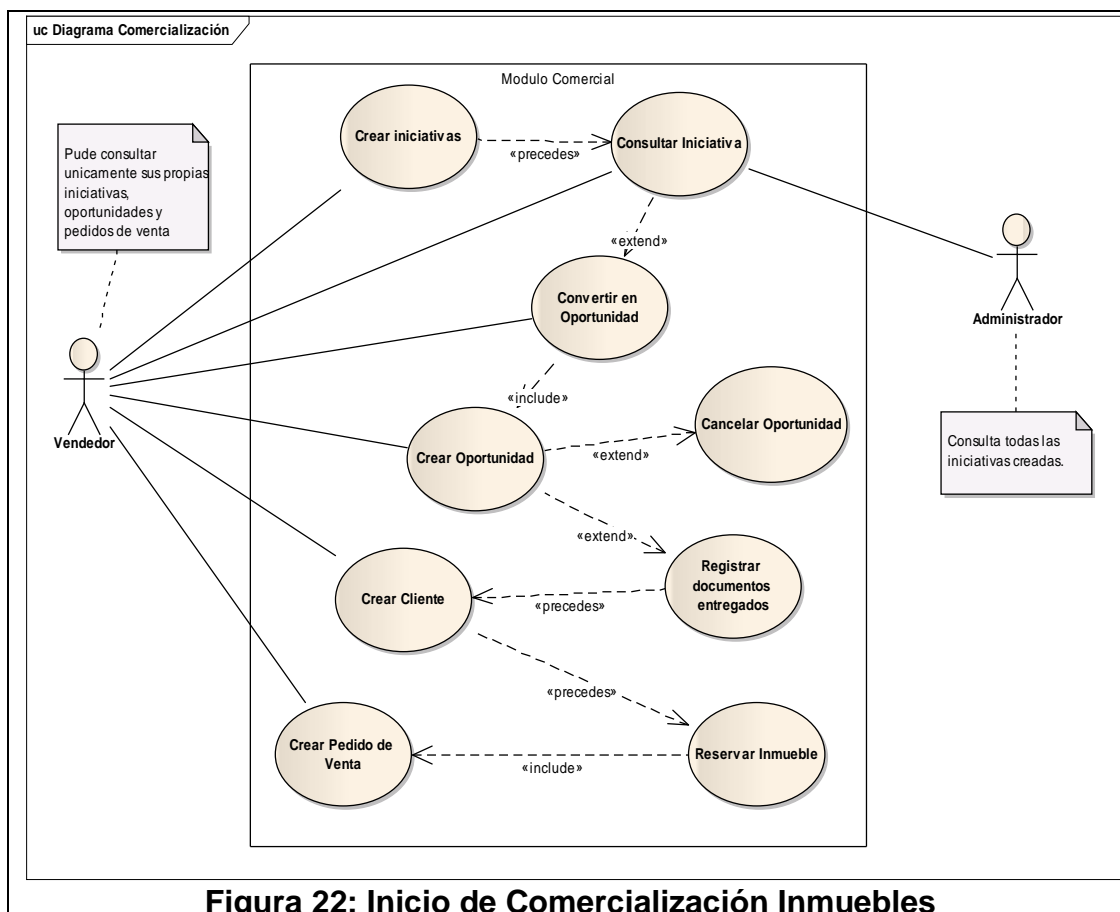 uc Diagrama Comercialización
Modulo Comercial
Crear iniciativas
«precedes»
Consultar Iniciativa
Pude consultar
unicamente sus propias
iniciativas,
oportunidades y
pedidos de venta
«extend»
Convertir en
Oportunidad
Administrador
«include»
Vendedor
Crear Oportunidad
«extend»
Cancelar Oportunidad
Consulta todas las
iniciativas creadas.
«extend»
Registrar
documentos
entregados
Crear Cliente
«precedes»
«precedes»
Crear Pedido de
Venta
«include»
Reservar Inmueble
Figura 22: Inicio de Comercialización Inmuebles